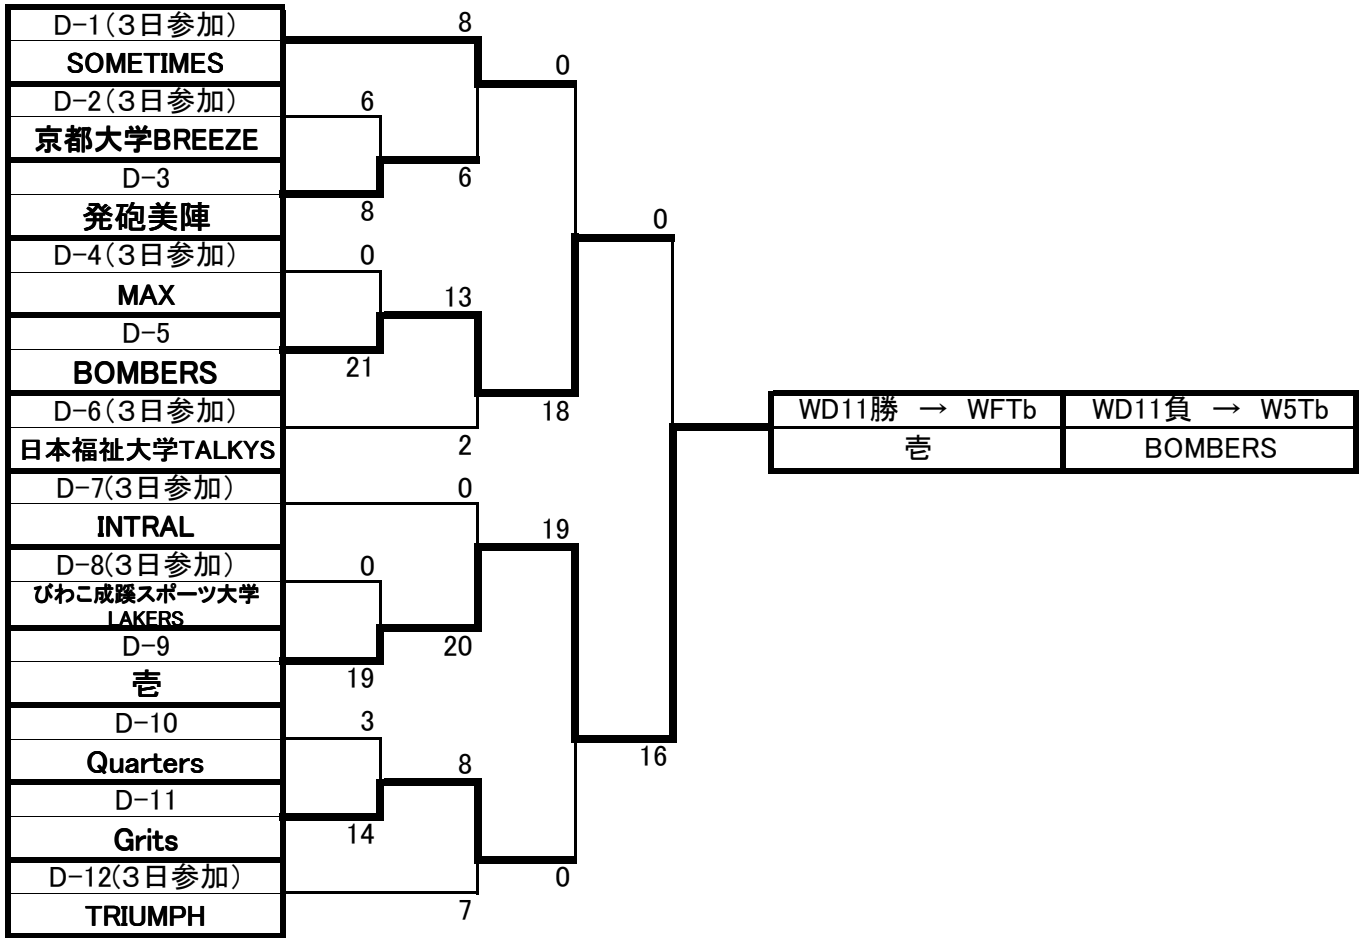 D-1(３日参加)
8
SOMETIMES
0
D-2(３日参加)
6
京都大学BREEZE
D-3
6
発砲美陣
8
0
D-4(３日参加)
0
MAX
13
D-5
BOMBERS
21
D-6(３日参加)
18
WD11勝 → WFTb
WD11負 → W5Tb
日本福祉大学TALKYS
2
壱
BOMBERS
D-7(３日参加)
0
INTRAL
19
D-8(３日参加)
0
びわこ成蹊スポーツ大学
LAKERS
D-9
20
壱
19
D-10
3
Quarters
8
16
D-11
Grits
14
D-12(３日参加)
0
TRIUMPH
7